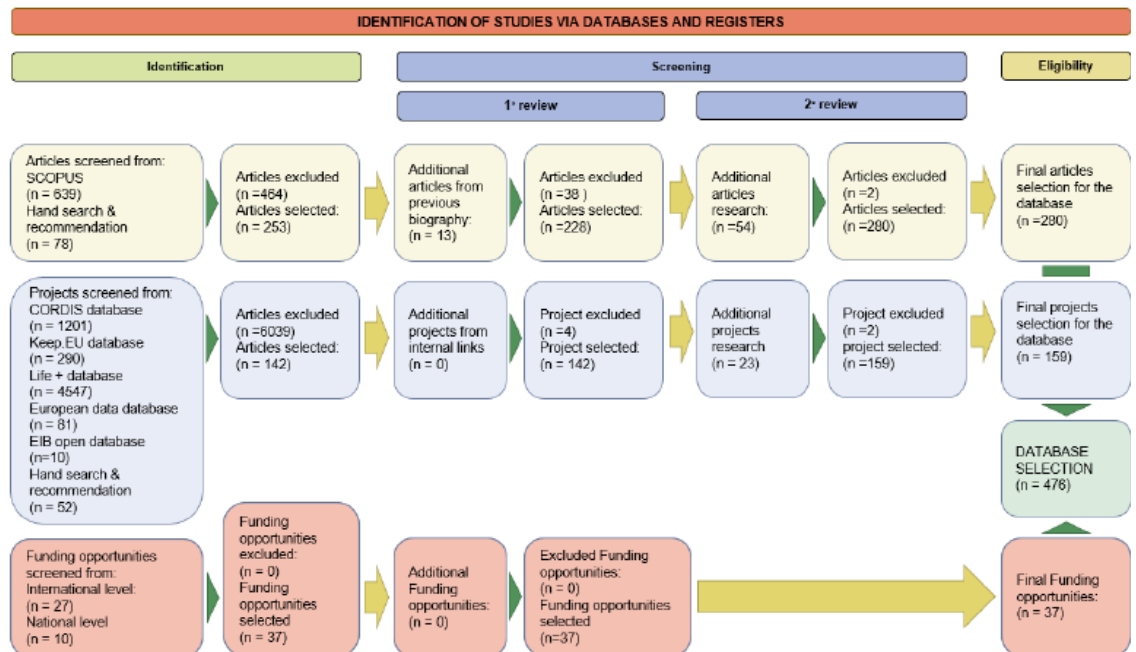 IDENTIFICATION OF STUDIES VIA DATABASES AND REGISTERS
Identification
Screening
Eligibility
1ª review
2ª review
Articles screened from:
SCOPUS
(n = 639)
Hand search &
recommendation
(n = 78)
Articles excluded
(n =464)
Articles selected:
(n = 253)
Additional
articles from
previous
biography:
(n = 13)
Articles excluded
(n =38 )
Articles selected:
(n =228)
Additional
articles
research:
(n =54)
Articles excluded
(n =2)
Articles selected:
(n =280)
Final articles
selection for the
database
(n =280)
Projects screened from:
CORDIS database
(n = 1201)
Keep.EU database
(n = 290)
Life + database
(n = 4547)
European data database
(n = 81)
EIB open database
(n=10)
Hand search &
recommendation
(n = 52)
Articles excluded
(n =6039)
Articles selected:
(n = 142)
Additional
projects from
internal links
(n = 0)
Project excluded
(n =4)
Project selected:
(n = 142)
Additional
projects
research
(n = 23)
Project excluded
(n =2)
project selected:
(n =159)
Final projects
selection for the
database
(n = 159)
DATABASE
SELECTION
(n = 476)
Funding opportunities
screened from:
International level:
(n = 27)
National level
(n = 10)
Funding
opportunities
excluded:
(n = 0)
Funding
opportunities
selected
(n = 37)
Additional
Funding
opportunities:
(n = 0)
Excluded Funding
opportunities:
(n = 0)
Funding opportunities
selected
(n=37)
Final Funding
opportunities:
(n = 37)